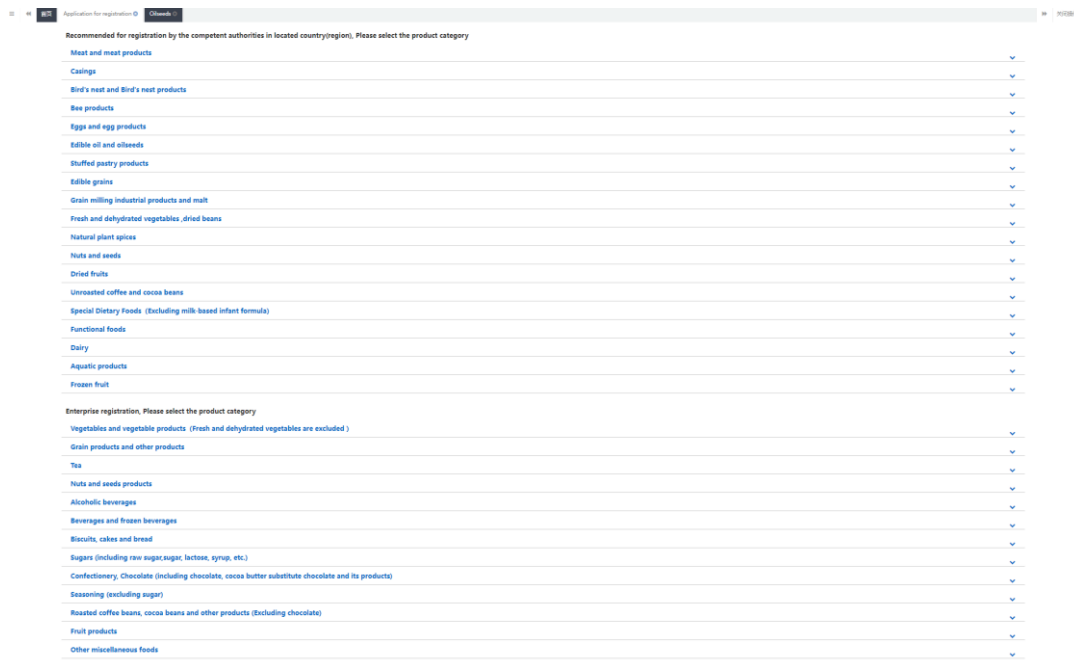 首页 Application for registration Oilseeds
Recommended for registration by the competent authorities in located country(region), Please select the product category
Meat and meat products
Casings
Bird's nest and Bird's nest products
Bee products
Eggs and egg products
Edible oil and oilseeds
Stuffed pastry products
Edible grains
Grain milling industrial products and malt
Fresh and dehydrated vegetables ,dried beans
Natural plant spices
Nuts and seeds
Dried fruits
Unroasted coffee and cocoa beans
Special Dietary Foods (Excluding milk-based infant formula)
Functional foods
Dairy
Aquatic products
Frozen fruit
Enterprise registration, Please select the product category
Vegetables and vegetable products (Fresh and dehydrated vegetables are excluded )
Grain products and other products
Tea
Nuts and seeds products
Alcoholic beverages
Beverages and frozen beverages
Biscuits, cakes and bread
Sugars (including raw sugar,sugar, lactose, syrup, etc.)
Confectionery, Chocolate (including chocolate, cocoa butter substitute chocolate and its products)
Seasoning (excluding sugar)
Roasted coffee beans, cocoa beans and other products (Excluding chocolate)
Fruit products
Other miscellaneous foods